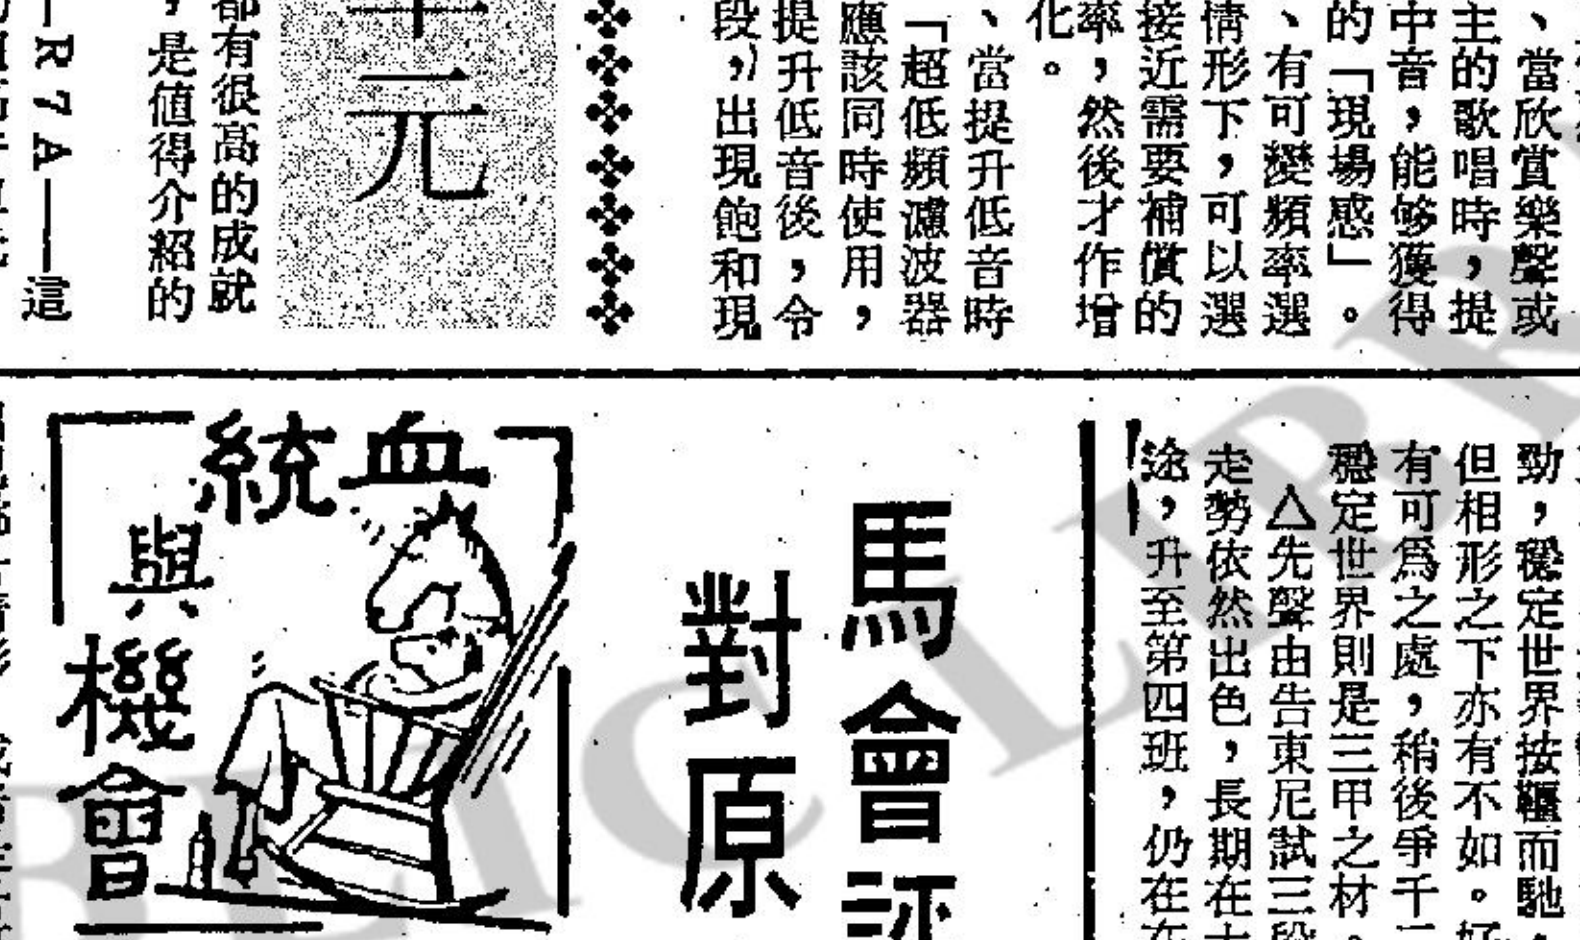 、當欣賞樂聲或
主的歌唱時，提
中音，能够獲得
的「現場感」。
、有可變頻率選
情形下，可以選
接近需要補償的
率，然後才作增
化。
、當提升低音時
「超低頻濾波器
應該同時使用，
提升低音後，令
段，)出現飽和現
元
都有很高的成就
，是值得介紹的
R7A——這
勁，穩定世界按韁而馳，
但相形之下亦有不如。好
有可爲之處，稍後爭千二
穩定世界則是三甲之材。
△先聲由告東尼試三段
走勢依然出色，長期在
途，升至第四班，仍在
馬會評
對原
血統
與機會